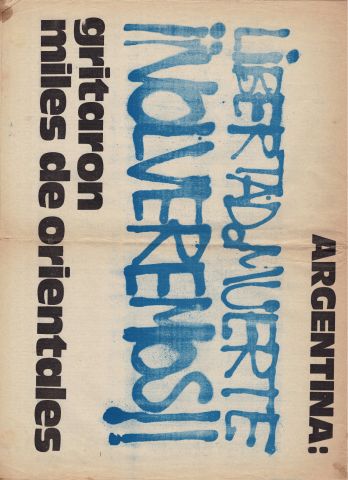 ARGENTINA:
LIBERTAD o MUERTE
¡¡VOLVEREMOS!!
gritaron
miles de orientales